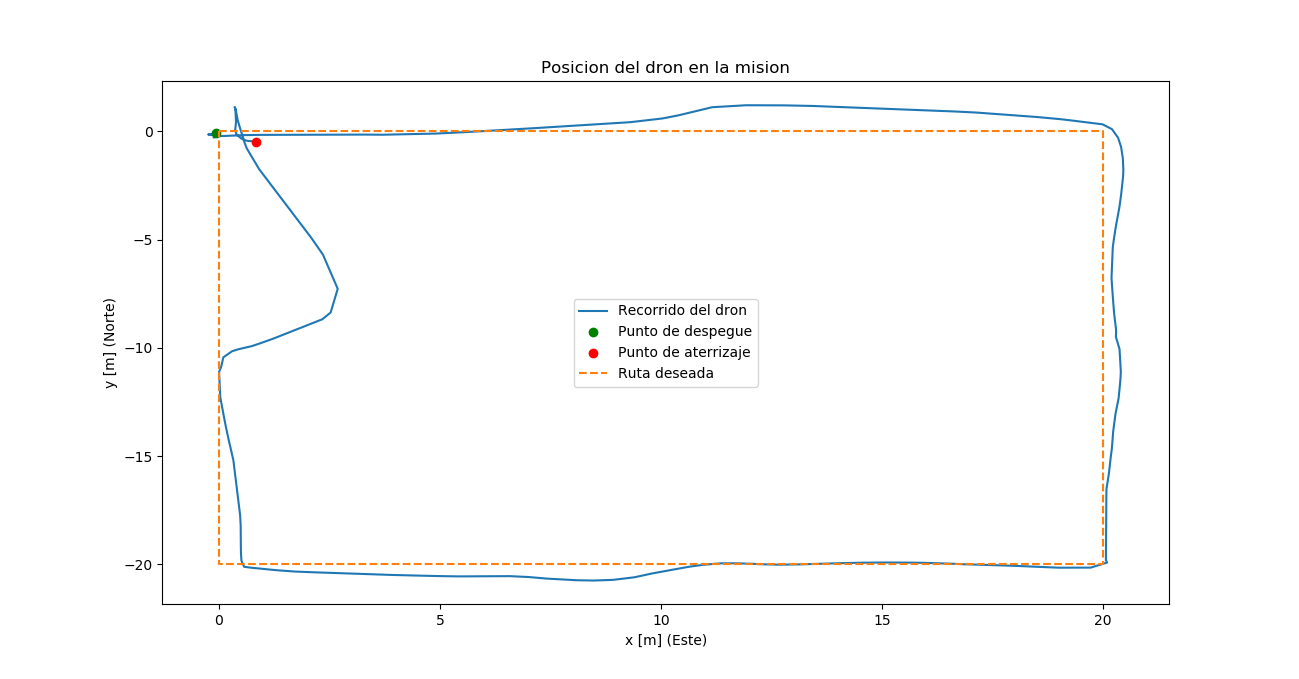 Posicion del dron en la mision
0
−5
−10
−15
−20
y [m] (Norte)
Recorrido del dron
Punto de despegue
Punto de aterrizaje
Ruta deseada
0
5
10
15
20
x [m] (Este)